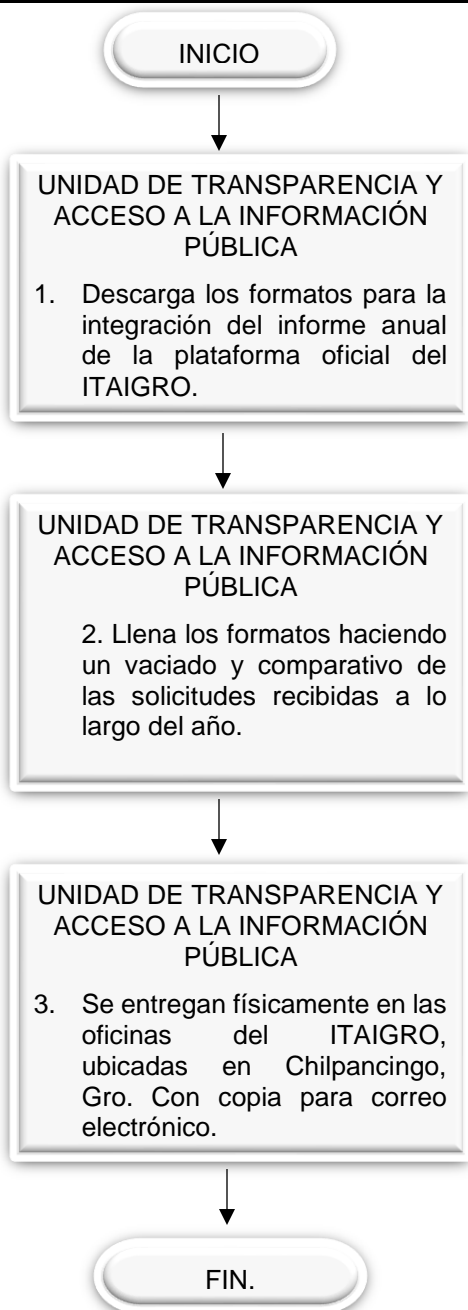 INICIO
UNIDAD DE TRANSPARENCIA Y
ACCESO A LA INFORMACIÓN
PÚBLICA
1. Descarga los formatos para la
integración del informe anual
de la plataforma oficial del
ITAIGRO.
UNIDAD DE TRANSPARENCIA Y
ACCESO A LA INFORMACIÓN
PÚBLICA
2. Llena los formatos haciendo
un vaciado y comparativo de
las solicitudes recibidas a lo
largo del año.
UNIDAD DE TRANSPARENCIA Y
ACCESO A LA INFORMACIÓN
PÚBLICA
3. Se entregan físicamente en las
oficinas del ITAIGRO,
ubicadas en Chilpancingo,
Gro. Con copia para correo
electrónico.
FIN.